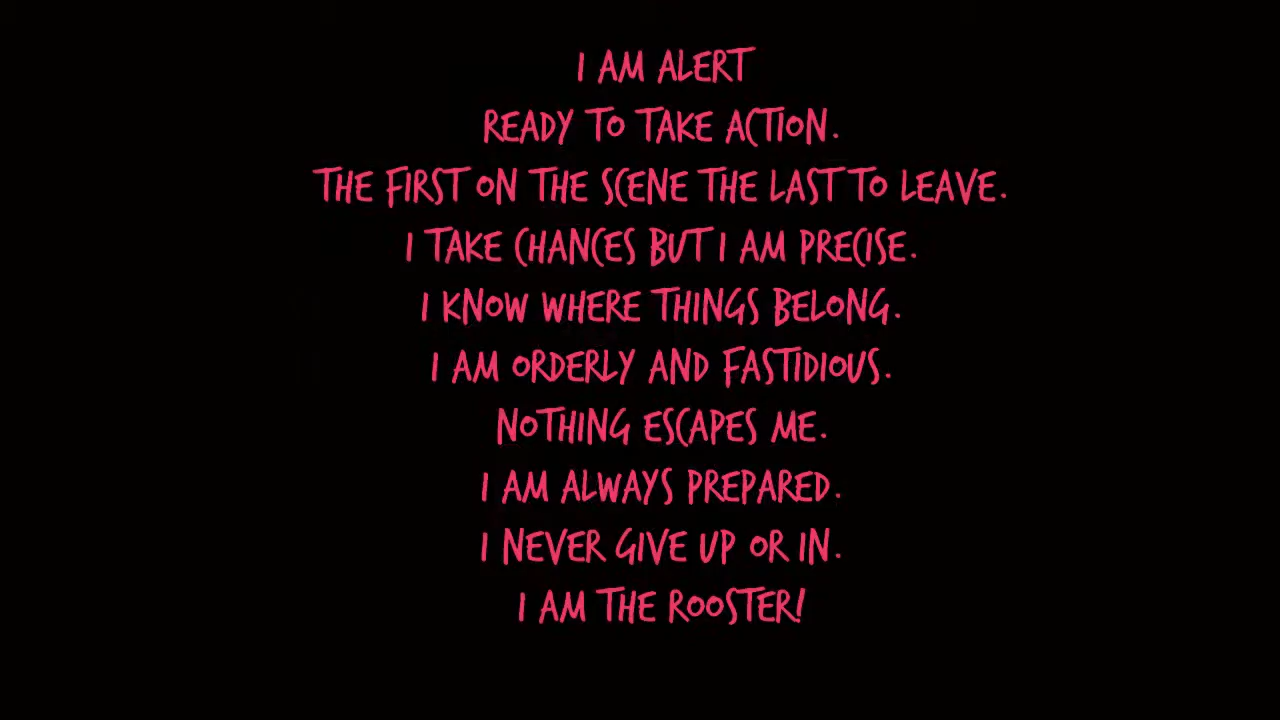 I AM ALERT
READY TO TAKE ACTION.
THE FIRST ON THE SCENE THE LAST TO LEAVE.
I TAKE CHANCES BUT I AM PRECISE.
I KNOW WHERE THINGS BELONG.
I AM ORDERLY AND FASTIDIOUS.
NOTHING ESCAPES ME.
I AM ALWAYS PREPARED.
I NEVER GIVE UP OR IN.
I AM THE ROOSTER!